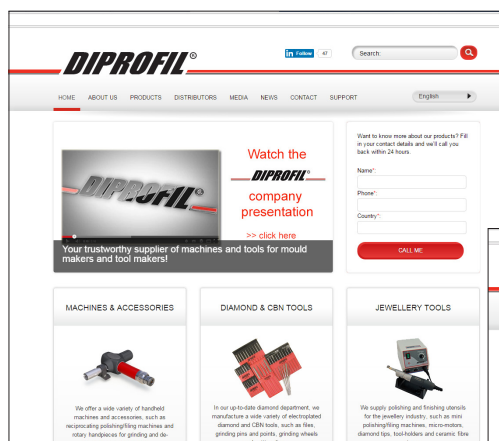 DIPROFIL®
in Follow 47
Search:
HOME ABOUT US PRODUCTS DISTRIBUTORS MEDIA NEWS CONTACT SUPPORT
English
DIPROFIL®
Your trustworthy supplier of machines and tools for mould
makers and tool makers!
Watch the
DIPROFIL®
company
presentation
>> click here
Want to know more about our products? Fill
in your contact details and we'll call you
back within 24 hours.
Name*:
Phone*:
Country*:
CALL ME
MACHINES & ACCESSORIES
We offer a wide variety of handheld
machines and accessories, such as
reciprocating polishing/filing machines and
rotary handpieces for grinding and de-
DIAMOND & CBN TOOLS
In our up-to-date diamond department, we
manufacture a wide variety of electroplated
diamond and CBN tools, such as files,
grinding pins and points, grinding wheels
JEWELLERY TOOLS
We supply polishing and finishing utensils
for the jewellery industry, such as mini
polishing/filing machines, micro-motors,
diamond tips, tool-holders and ceramic fibre